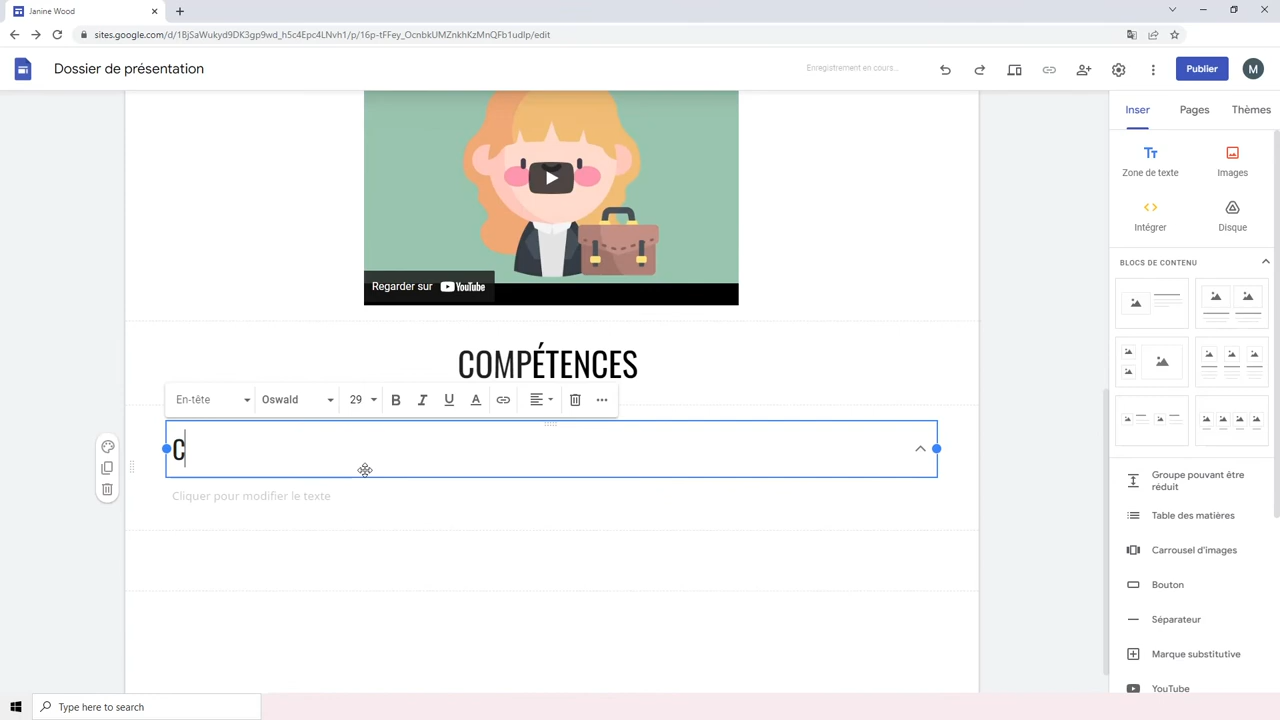 Janine Wood
sites.google.com/d/1BjSaWukyd9DK3gp9wd_h5c4Epc4LNvh1/p/16p-tFFey_OcnbkUMZnkhKzMnQFb1udIp/edit
Dossier de présentation
Enregistrement en cours…
Publier
M
Inser
Pages
Thèmes
Zone de texte
Images
Intégrer
Disque
BLOCS DE CONTENU
Regarder sur YouTube
COMPÉTENCES
En-tête
Oswald
29
B
I
U
A
C
Cliquer pour modifier le texte
Groupe pouvant être
réduit
Table des matières
Carrousel d'images
Bouton
Séparateur
Marque substitutive
YouTube
Type here to search